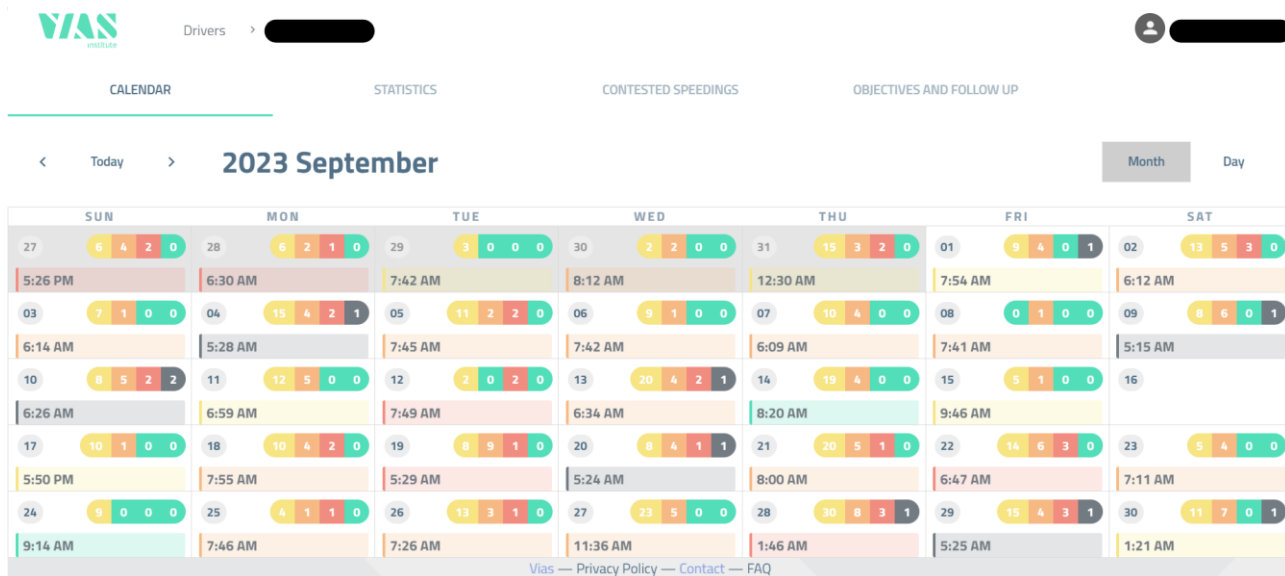 VIAS
institute
Drivers >
CALENDAR STATISTICS CONTESTED SPEEDINGS OBJECTIVES AND FOLLOW UP
< Today > 2023 September Month Day
SUN MON TUE WED THU FRI SAT
27 6 4 2 0 28 6 2 1 0 29 3 0 0 0 30 2 2 0 0 31 15 3 2 0 01 9 4 0 1 02 13 5 3 0
5:26 PM 6:30 AM 7:42 AM 8:12 AM 12:30 AM 7:54 AM 6:12 AM
03 7 1 0 0 04 15 4 2 1 05 11 2 2 0 06 9 1 0 0 07 10 4 0 0 08 0 1 0 0 09 8 6 0 1
6:14 AM 5:28 AM 7:45 AM 7:42 AM 6:09 AM 7:41 AM 5:15 AM
10 8 5 2 2 11 12 5 0 0 12 2 0 2 0 13 20 4 2 1 14 19 4 0 0 15 5 1 0 0 16
6:26 AM 6:59 AM 7:49 AM 6:34 AM 8:20 AM 9:46 AM
17 10 1 0 0 18 10 4 2 0 19 8 9 1 0 20 8 4 1 1 21 20 5 1 0 22 14 6 3 0 23 5 4 0 0
5:50 PM 7:55 AM 5:29 AM 5:24 AM 8:00 AM 6:47 AM 7:11 AM
24 9 0 0 0 25 4 1 1 0 26 13 3 1 0 27 23 5 0 0 28 30 8 3 1 29 15 4 3 1 30 11 7 0 1
9:14 AM 7:46 AM 7:26 AM 11:36 AM 1:46 AM 5:25 AM 1:21 AM
Vias — Privacy Policy — Contact — FAQ